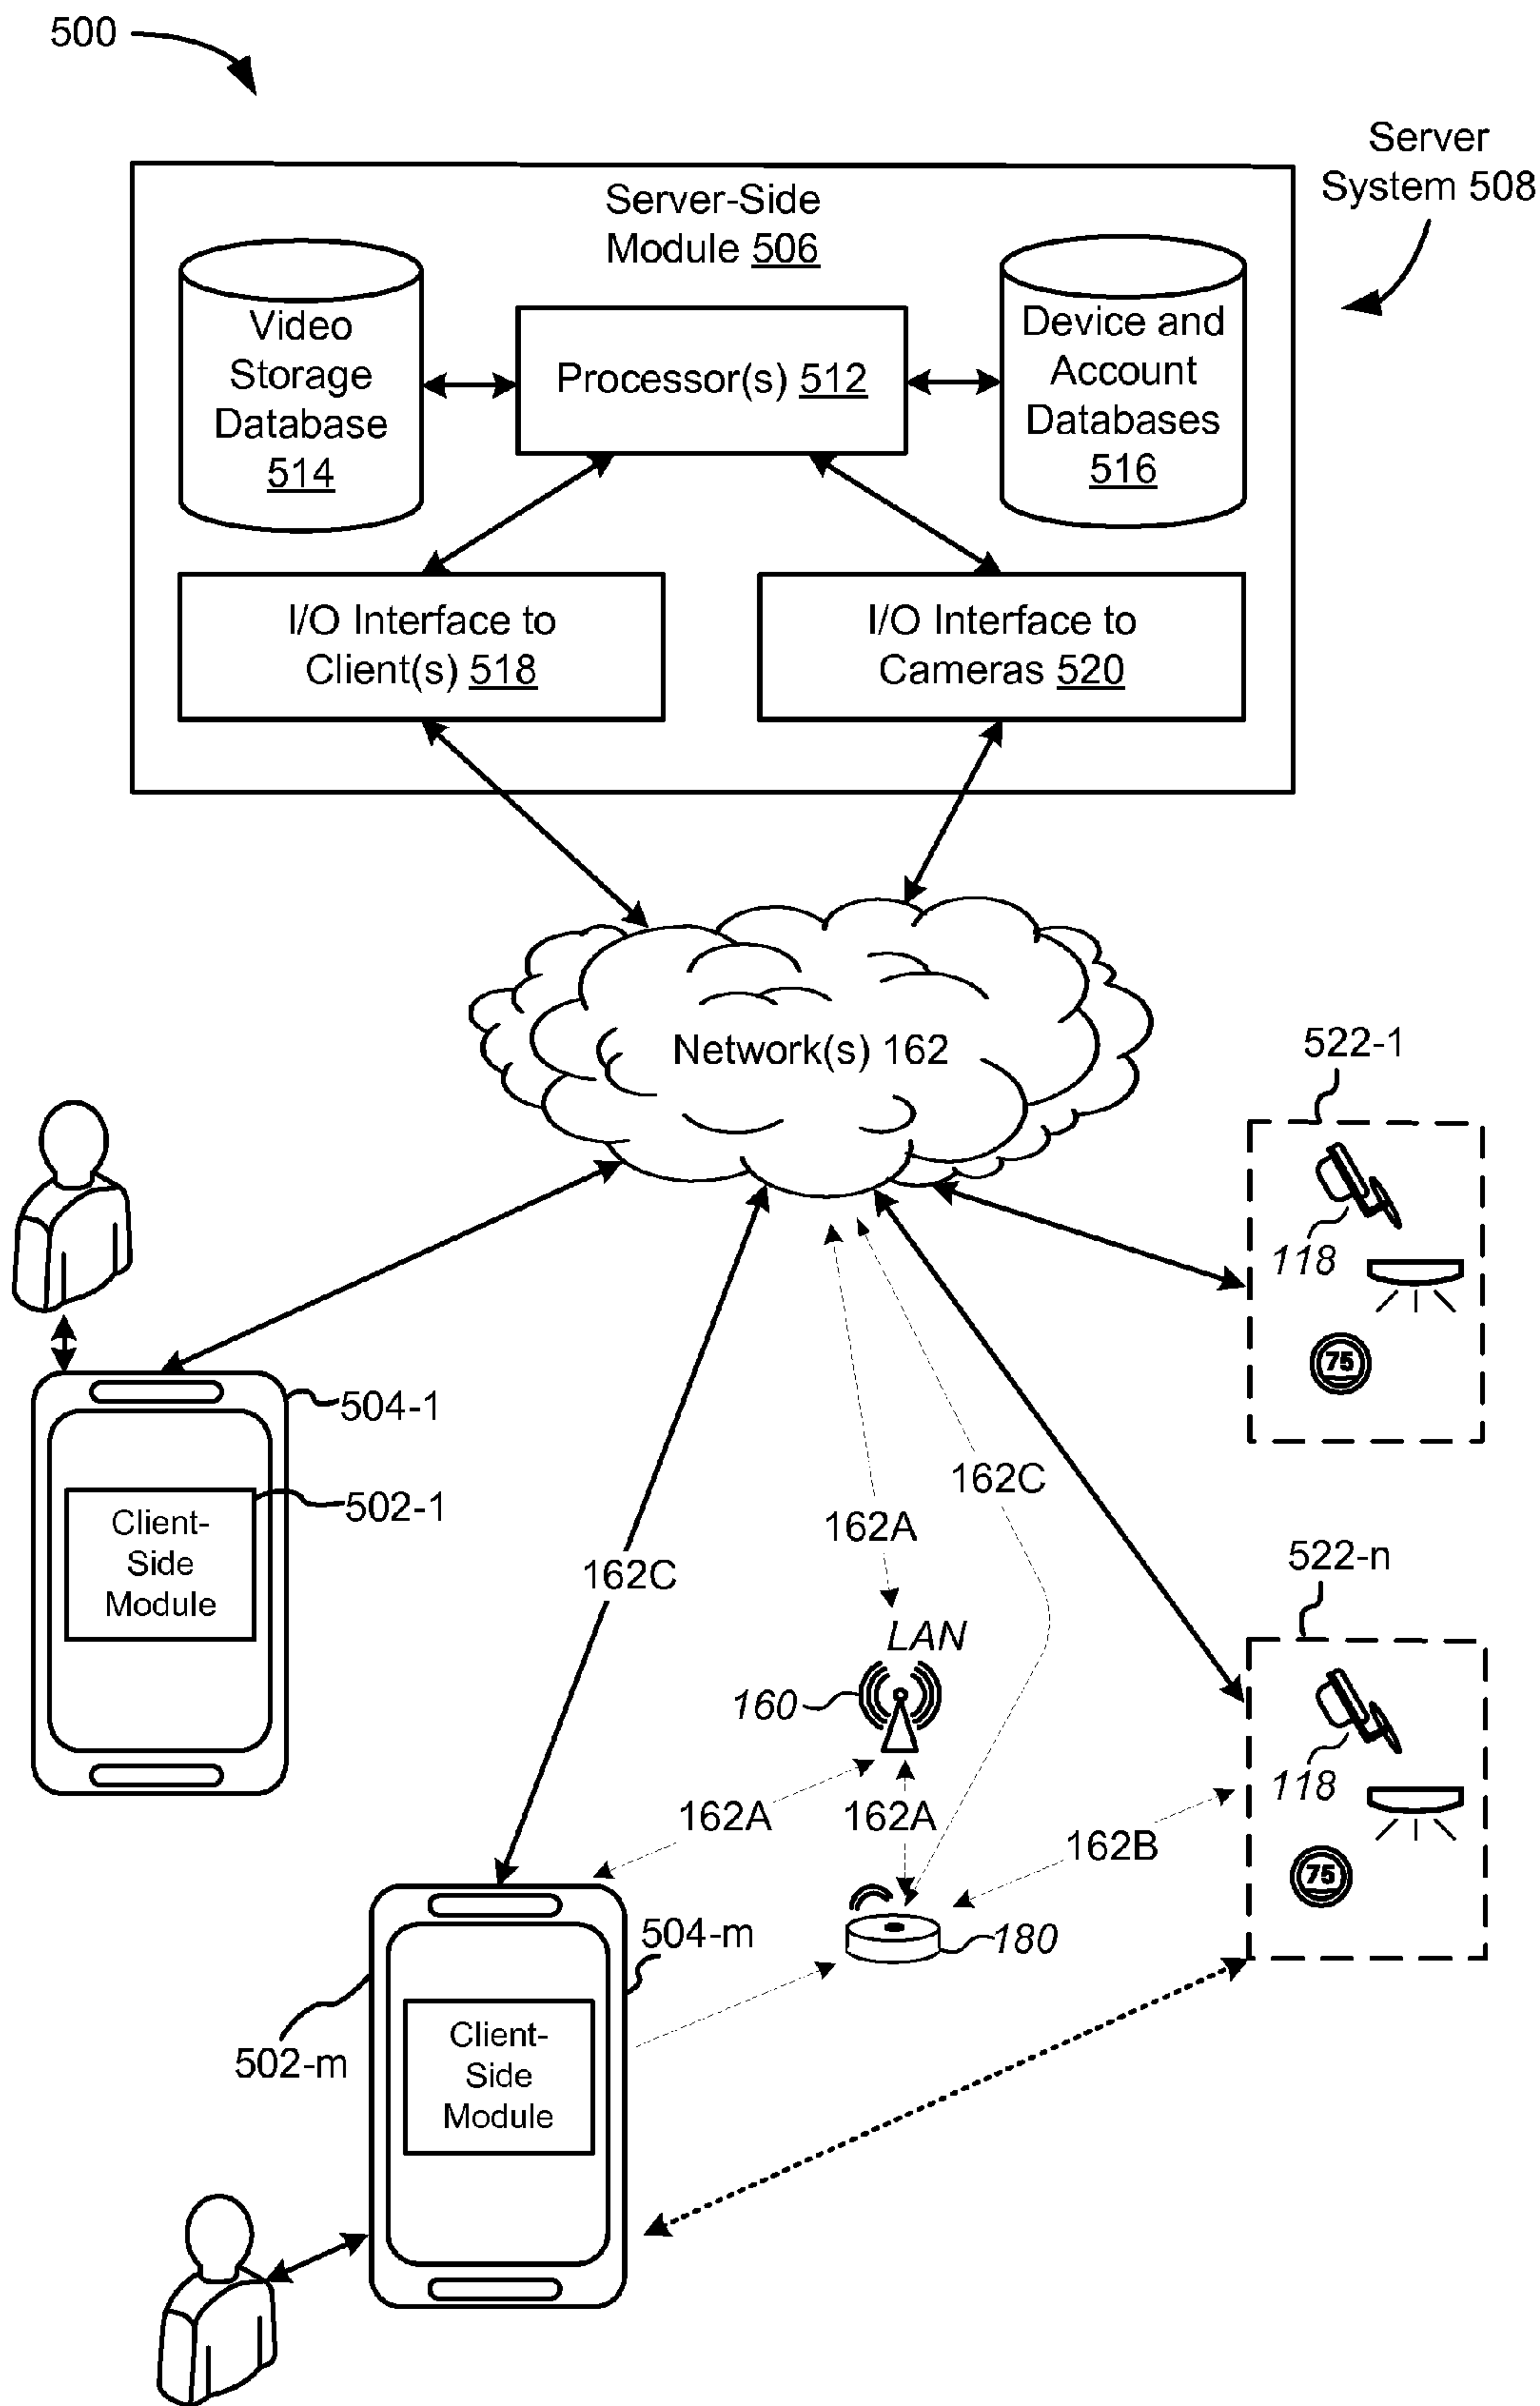 500
Server
System 508
Server-Side
Module 506
Video
Storage
Database
514
Processor(s) 512
Device and
Account
Databases
516
I/O Interface to
Client(s) 518
I/O Interface to
Cameras 520
Network(s) 162
522-1
118
75
504-1
502-1
Client-
Side
Module
162C
162A
162C
522-n
LAN
160
118
162A
162A
162B
75
504-m
180
502-m
Client-
Side
Module